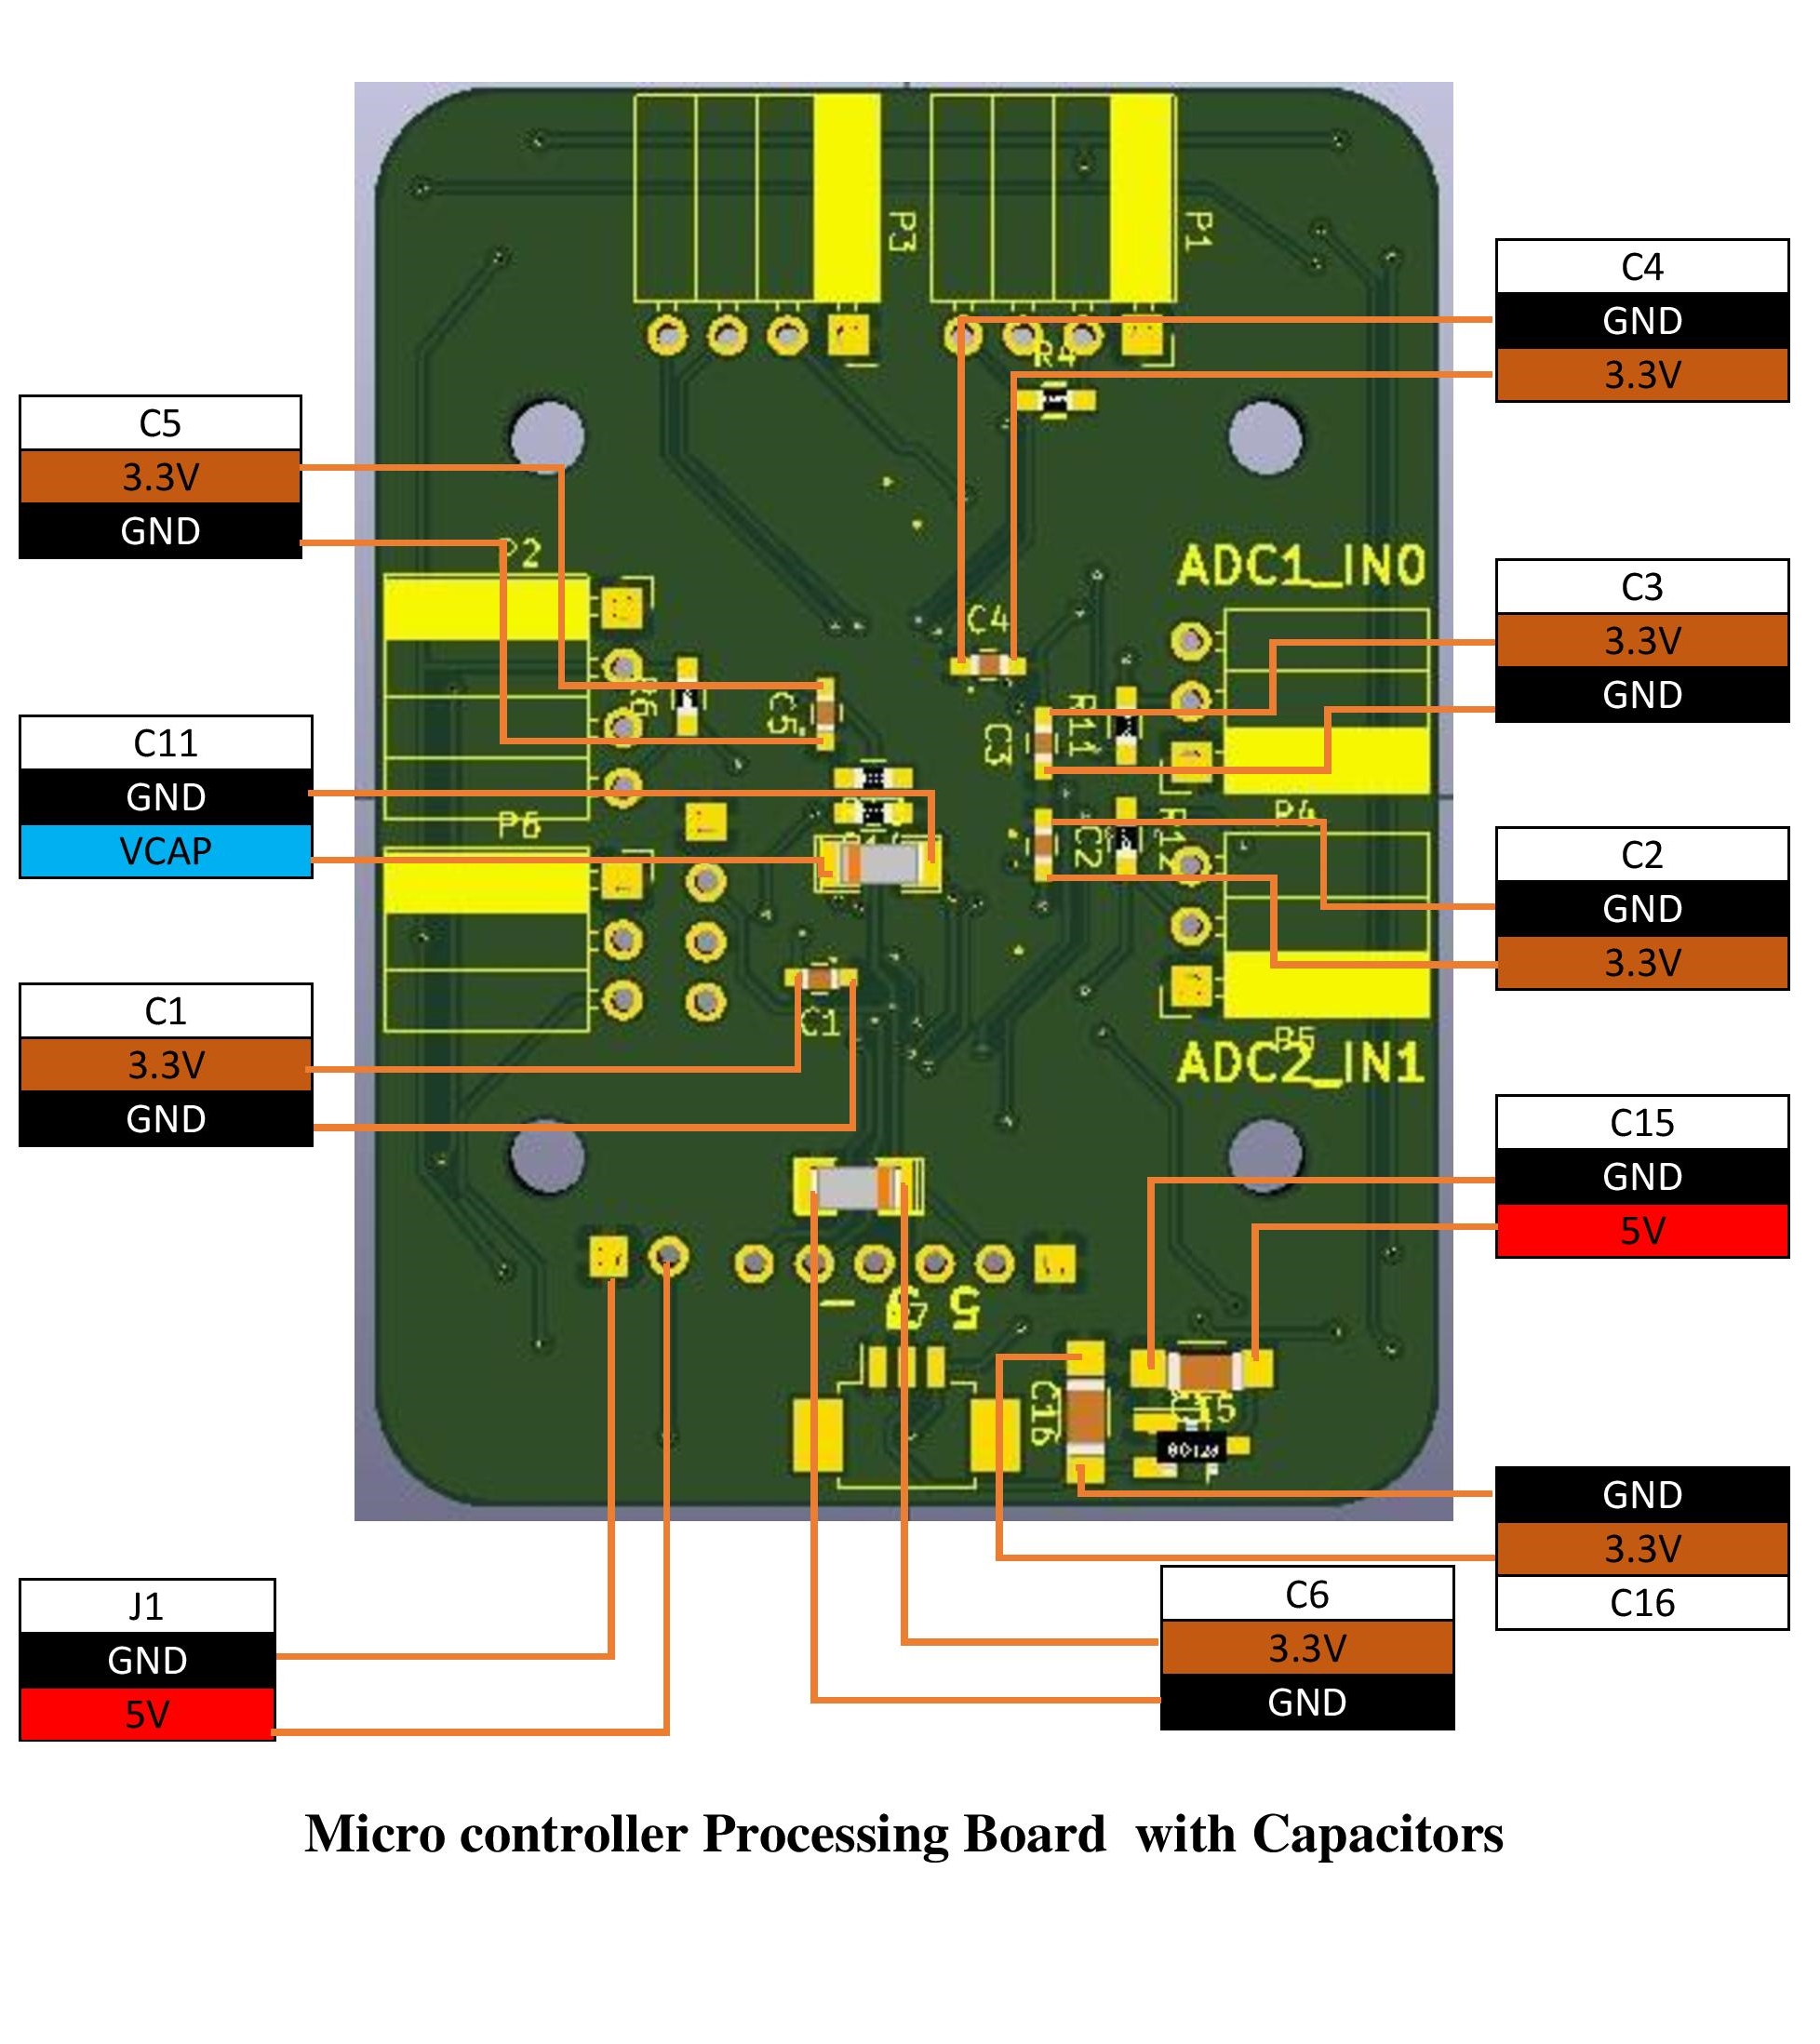 P3
P1
C4
GND
3.3V
R4
C5
3.3V
GND
P2
ADC1_IN0
C3
3.3V
GND
C4
R6
C5
C3
R11
C11
GND
VCAP
P6
P4
C2
R12
C2
GND
3.3V
C1
3.3V
GND
C1
P5
ADC2_IN1
C15
GND
5V
C16
C15
GND
3.3V
C16
C6
3.3V
GND
J1
GND
5V
Micro controller Processing Board with Capacitors